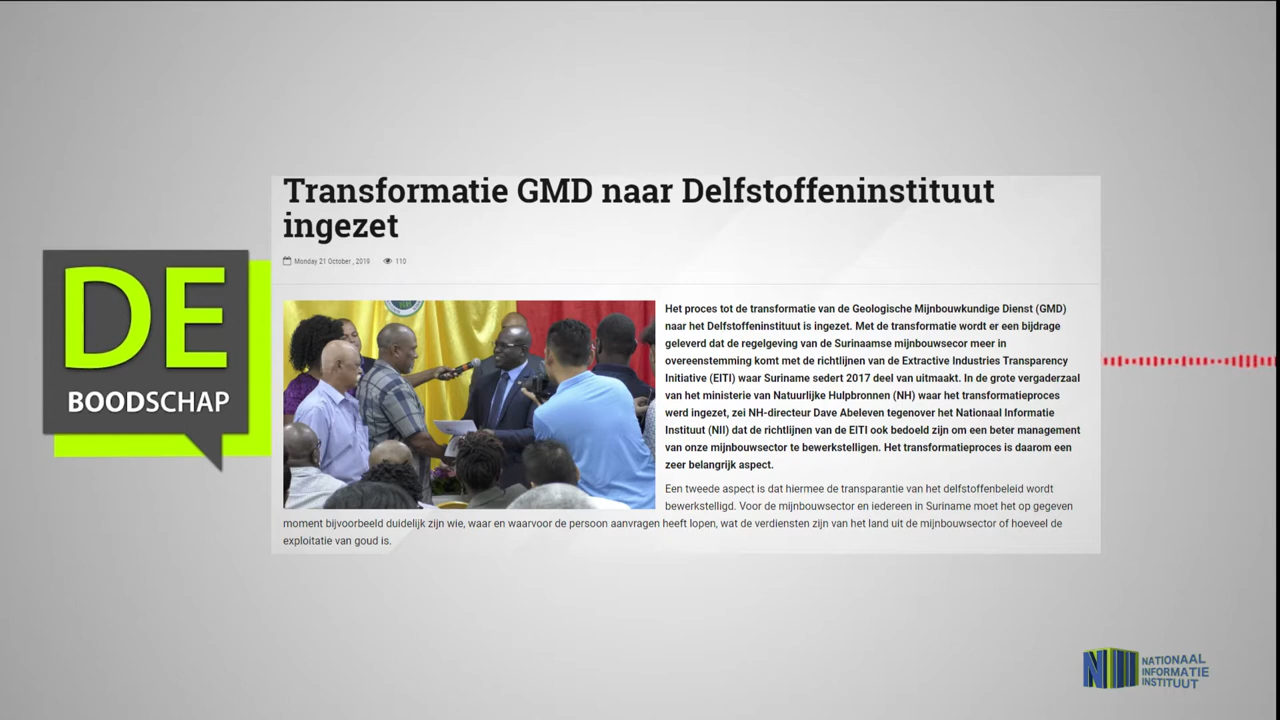 Transformatie GMD naar Delfstoffeninstituut
ingezet
Monday 21 October , 2019 110
DE
BOODSCHAP
Het proces tot de transformatie van de Geologische Mijnbouwkundige Dienst (GMD)
naar het Delfstoffeninstituut is ingezet. Met de transformatie wordt er een bijdrage
geleverd dat de regelgeving van de Surinaamse mijnbouwsecor meer in
overeenstemming komt met de richtlijnen van de Extractive Industries Transparency
Initiative (EITI) waar Suriname sedert 2017 deel van uitmaakt. In de grote vergaderzaal
van het ministerie van Natuurlijke Hulpbronnen (NH) waar het transformatieproces
werd ingezet, zei NH-directeur Dave Abeleven tegenover het Nationaal Informatie
Instituut (NII) dat de richtlijnen van de EITI ook bedoeld zijn om een beter management
van onze mijnbouwsector te bewerkstelligen. Het transformatieproces is daarom een
zeer belangrijk aspect.
Een tweede aspect is dat hiermee de transparantie van het delfstoffenbeleid wordt
bewerkstelligd. Voor de mijnbouwsector en iedereen in Suriname moet het op gegeven
moment bijvoorbeeld duidelijk zijn wie, waar en waarvoor de persoon aanvragen heeft lopen, wat de verdiensten zijn van het land uit de mijnbouwsector of hoeveel de
exploitatie van goud is.
NII
NATIONAAL
INFORMATIE
INSTITUUT